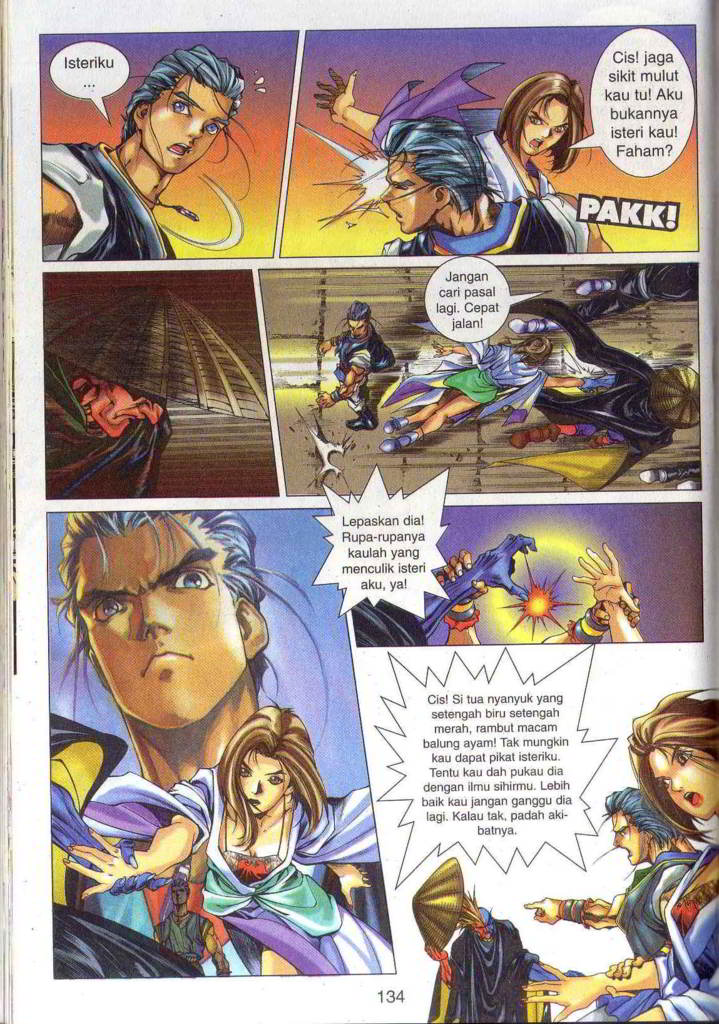 Isteriku
...
Cis! jaga
sikit mulut
kau tu! Aku
bukannya
isteri kau!
Faham?
PAKK!
Jangan
cari pasal
lagi. Cepat
jalan!
Lepaskan dia!
Rupa-rupanya
kaulah yang
menculik isteri
aku, ya!
Cis! Si tua nyanyuk yang
setengah biru setengah
merah, rambut macam
balung ayam! Tak mungkin
kau dapat pikat isteriku.
Tentu kau dah pukau dia
dengan ilmu sihirmu. Lebih
baik kau jangan ganggu dia
lagi. Kalau tak, padah aki-
batnya.
134